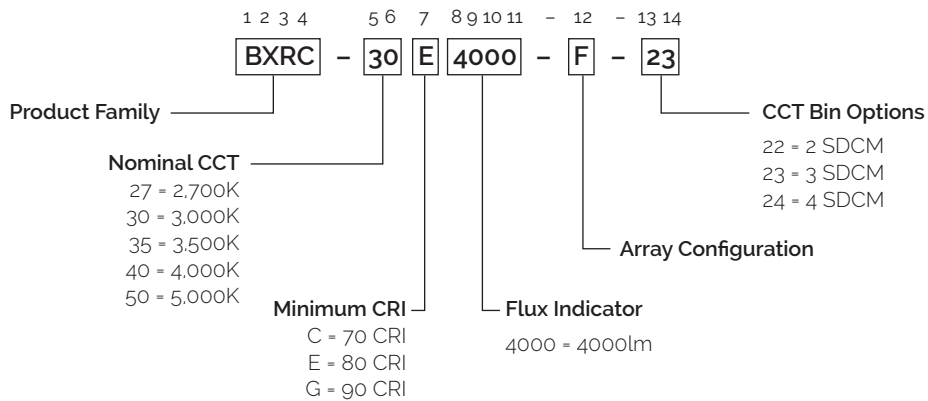 1 2 3 4 5 6 7 8 9 10 11 – 12 – 13 14
BXRC – 30 E 4000 – F – 23
Product Family
CCT Bin Options
22 = 2 SDCM
23 = 3 SDCM
24 = 4 SDCM
Nominal CCT
27 = 2,700K
30 = 3,000K
35 = 3,500K
40 = 4,000K
50 = 5,000K
Array Configuration
Minimum CRI
C = 70 CRI
E = 80 CRI
G = 90 CRI
Flux Indicator
4000 = 4000lm